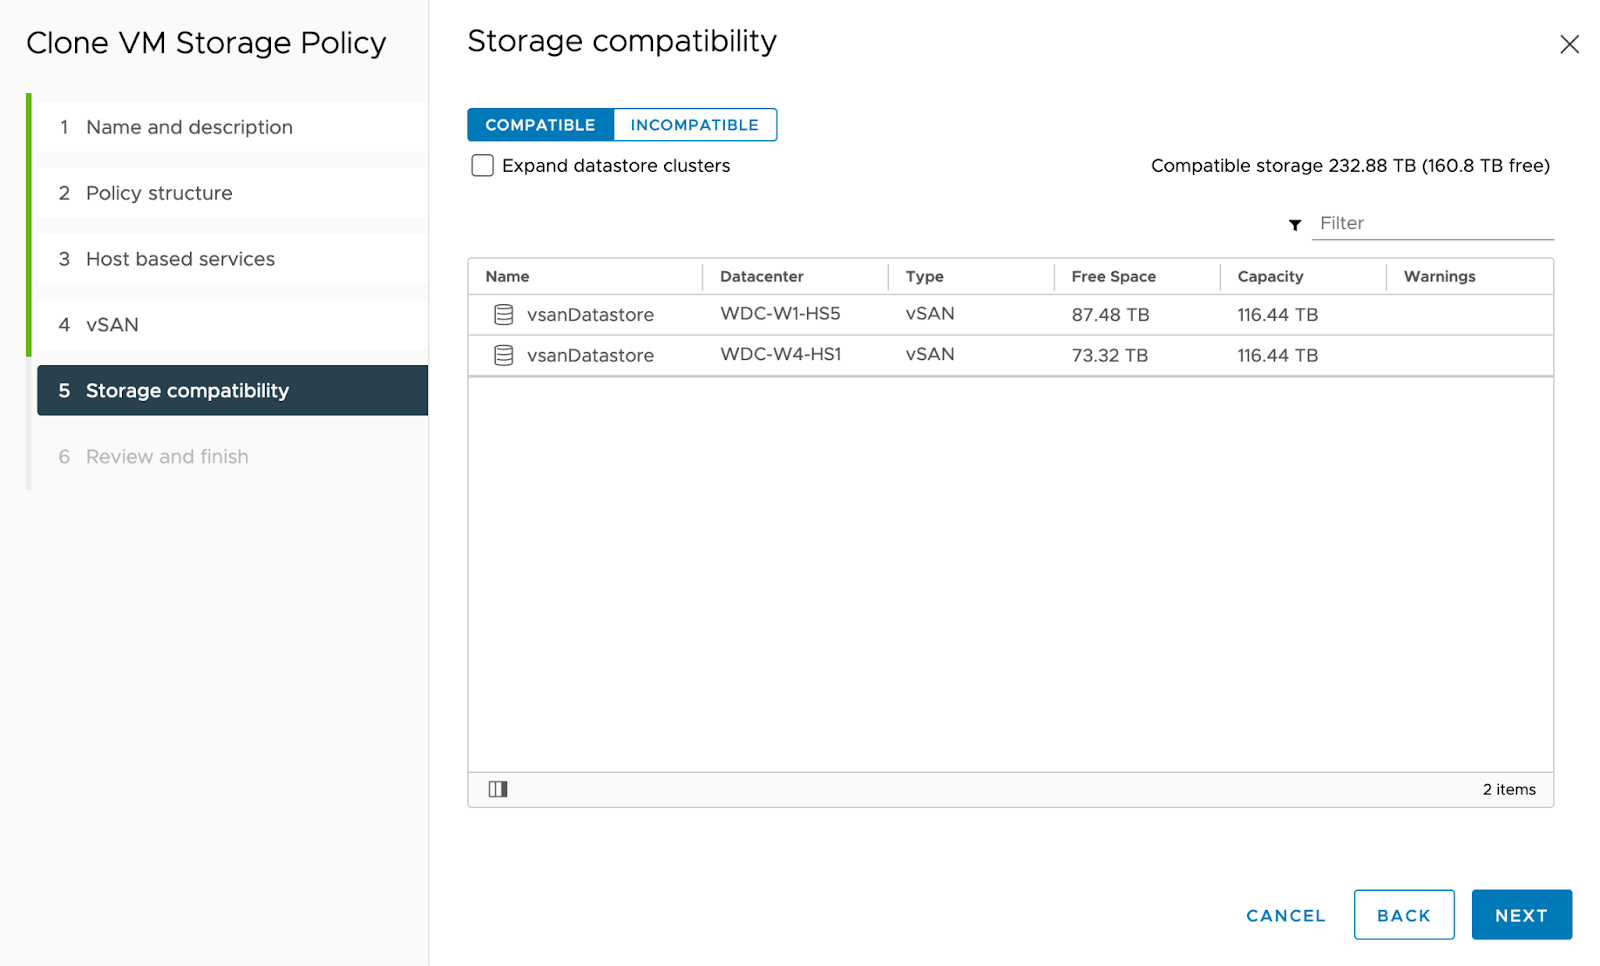 Clone VM Storage Policy
1 Name and description
2 Policy structure
3 Host based services
4 vSAN
5 Storage compatibility
6 Review and finish
Storage compatibility
COMPATIBLE INCOMPATIBLE
Expand datastore clusters Compatible storage 232.88 TB (160.8 TB free)
Filter
Name Datacenter Type Free Space Capacity Warnings
vsanDatastore WDC-W1-HS5 vSAN 87.48 TB 116.44 TB
vsanDatastore WDC-W4-HS1 vSAN 73.32 TB 116.44 TB
2 items
CANCEL BACK NEXT